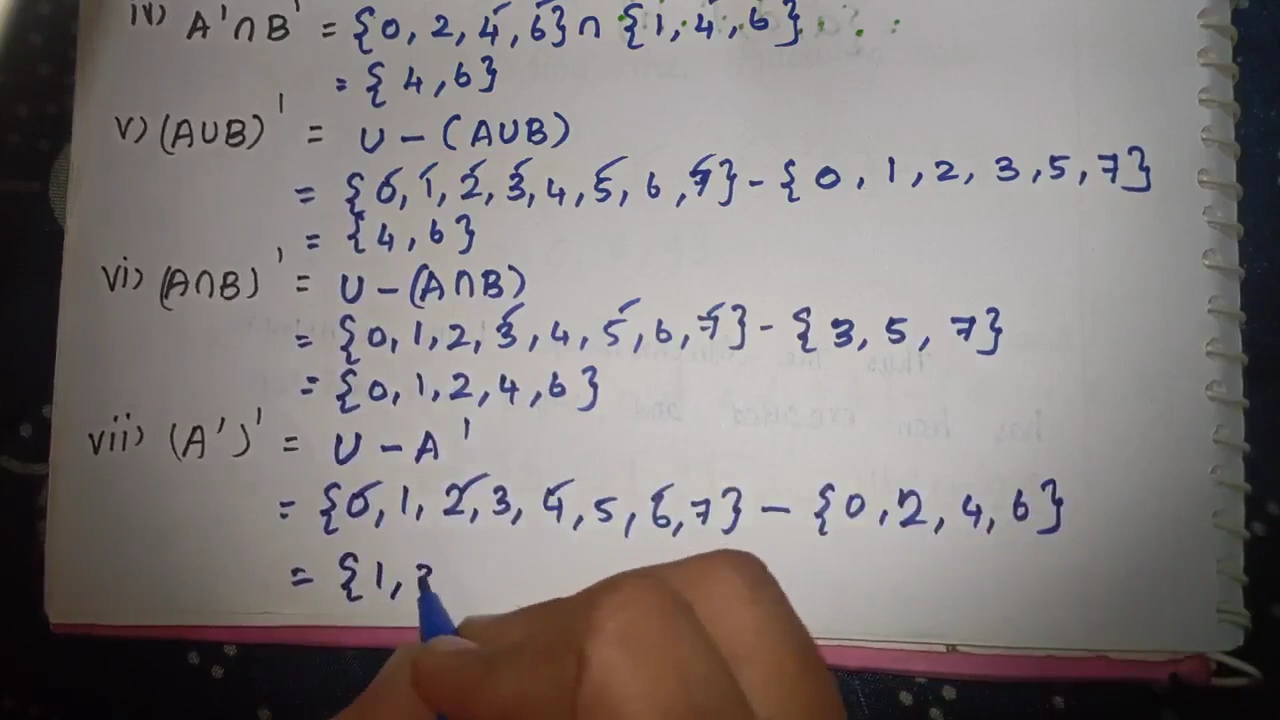 iv) A'∩B' = {0, 2, 4, 6} ∩ {1, 4, 6}
= {4, 6}
v) (A∪B)' = U - (A∪B)
= {0, 1, 2, 3, 4, 5, 6, 7} - {0, 1, 2, 3, 5, 7}
= {4, 6}
vi) (A∩B)' = U - (A∩B)
= {0, 1, 2, 3, 4, 5, 6, 7} - {3, 5, 7}
= {0, 1, 2, 4, 6}
vii) (A')' = U - A'
= {0, 1, 2, 3, 4, 5, 6, 7} - {0, 2, 4, 6}
= {1, 3